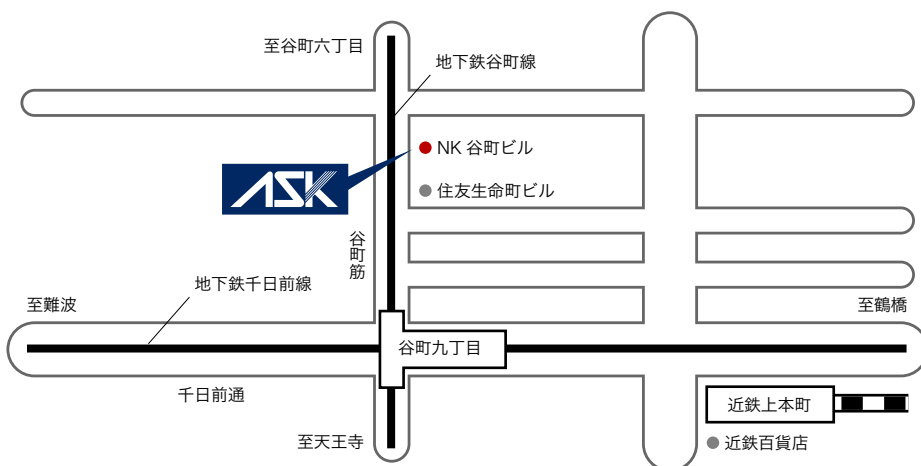 至谷町六丁目
地下鉄谷町線
NK 谷町ビル
ASK
住友生命町ビル
谷町筋
地下鉄千日前線
至難波
至鶴橋
谷町九丁目
千日前通
近鉄上本町
至天王寺
近鉄百貨店